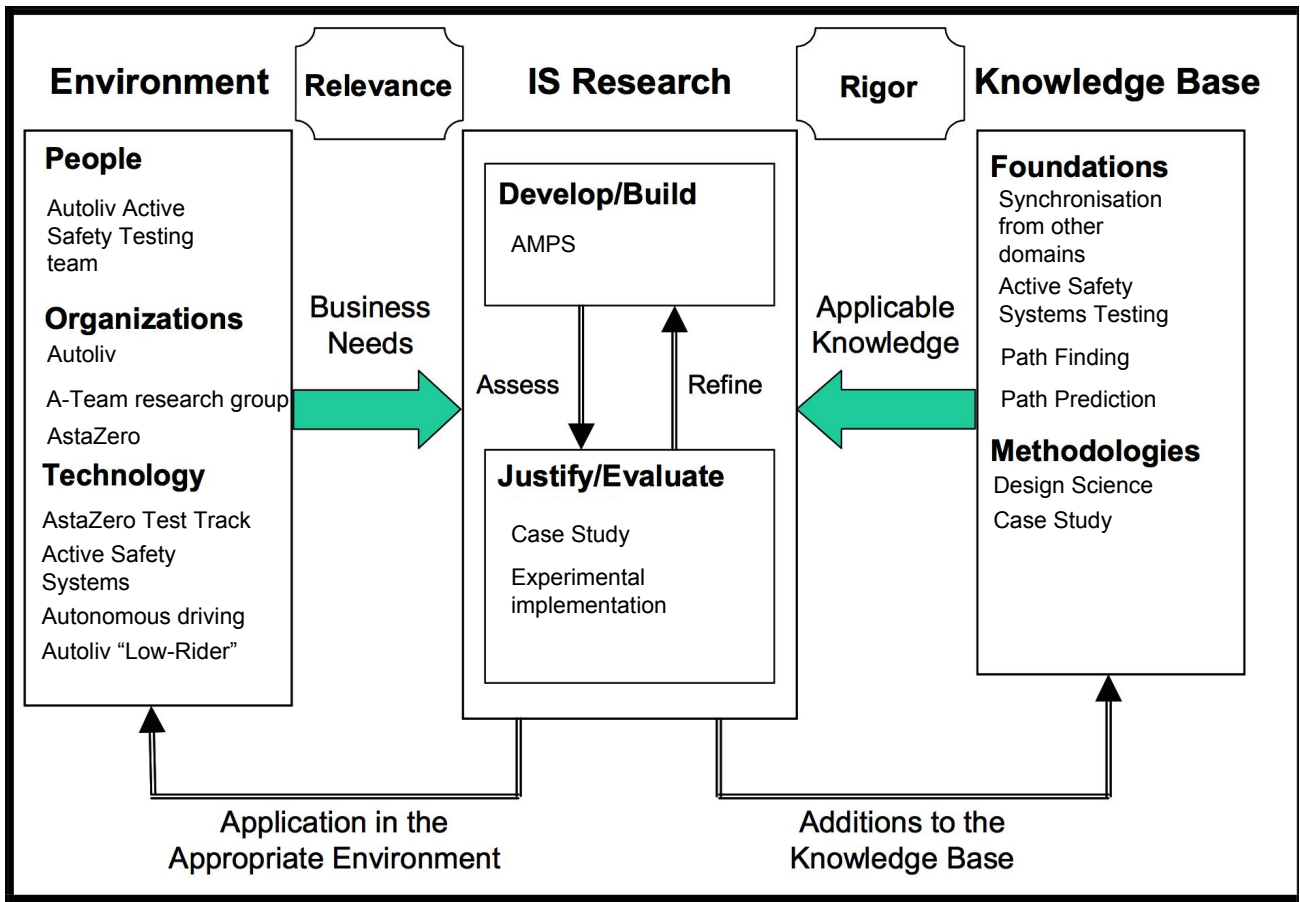 Environment
Relevance
IS Research
Rigor
Knowledge Base
People
Autoliv Active
Safety Testing
team
Organizations
Autoliv
A-Team research group
AstaZero
Technology
AstaZero Test Track
Active Safety
Systems
Autonomous driving
Autoliv “Low-Rider”
Business
Needs
Develop/Build
AMPS
Assess
Refine
Justify/Evaluate
Case Study
Experimental
implementation
Applicable
Knowledge
Foundations
Synchronisation
from other
domains
Active Safety
Systems Testing
Path Finding
Path Prediction
Methodologies
Design Science
Case Study
Application in the
Appropriate Environment
Additions to the
Knowledge Base